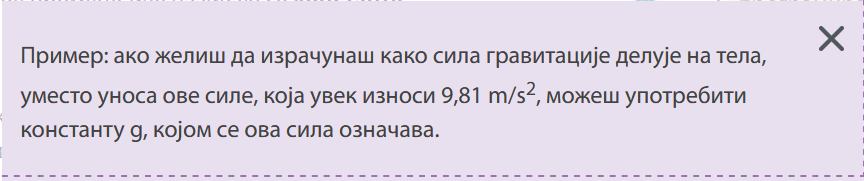 Пример: ако желиш да израчунаш како сила гравитације делује на тела,
уместо уноса ове силе, која увек износи 9,81 m/s², можеш употребити
константу g, којом се ова сила означава.